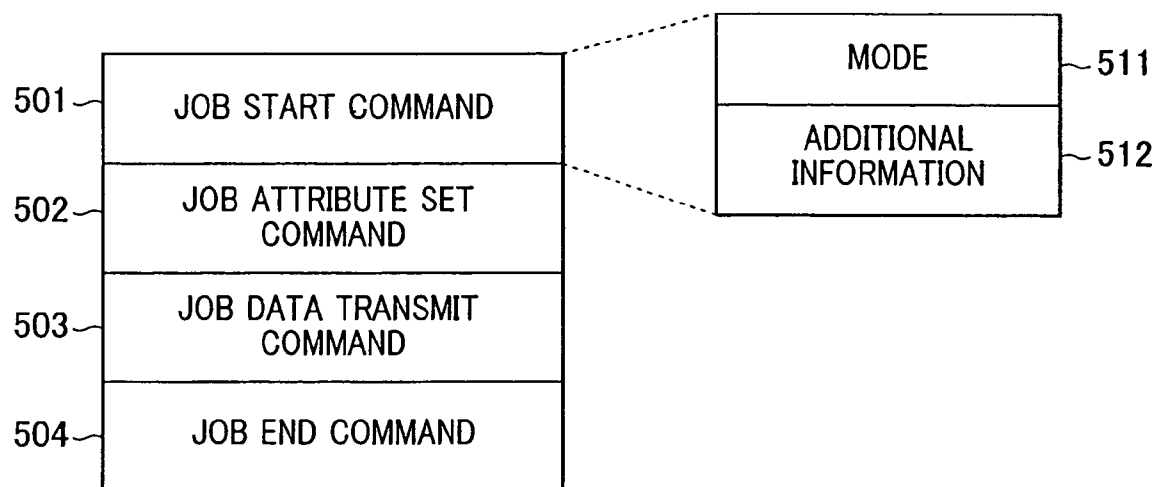 501
JOB START COMMAND
502
JOB ATTRIBUTE SET
COMMAND
503
JOB DATA TRANSMIT
COMMAND
504
JOB END COMMAND
MODE
511
ADDITIONAL
INFORMATION
512